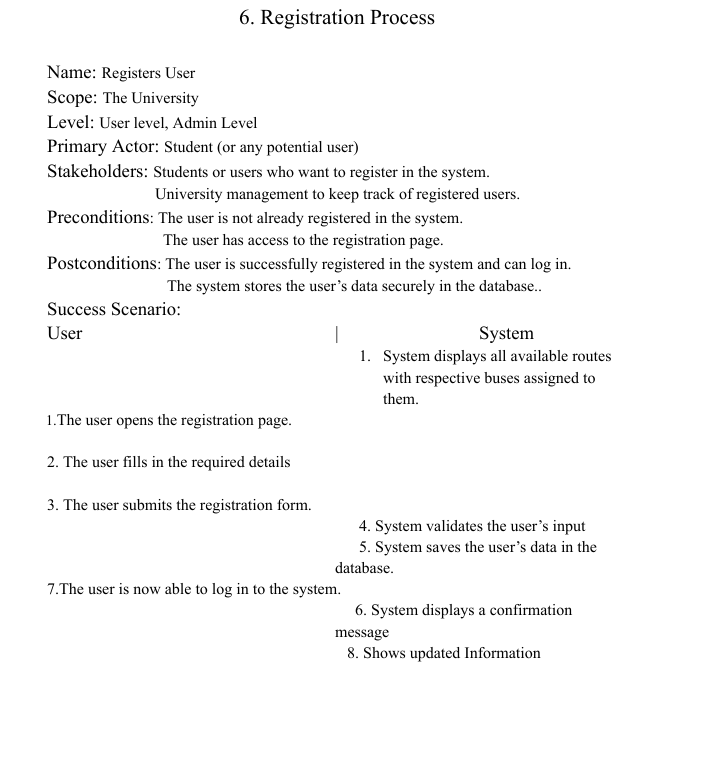 6. Registration Process
Name: Registers User
Scope: The University
Level: User level, Admin Level
Primary Actor: Student (or any potential user)
Stakeholders: Students or users who want to register in the system.
University management to keep track of registered users.
Preconditions: The user is not already registered in the system.
The user has access to the registration page.
Postconditions: The user is successfully registered in the system and can log in.
The system stores the user’s data securely in the database..
Success Scenario:
User | System
1. System displays all available routes
with respective buses assigned to
them.
1.The user opens the registration page.
2. The user fills in the required details
3. The user submits the registration form.
4. System validates the user’s input
5. System saves the user’s data in the
database.
7.The user is now able to log in to the system.
6. System displays a confirmation
message
8. Shows updated Information